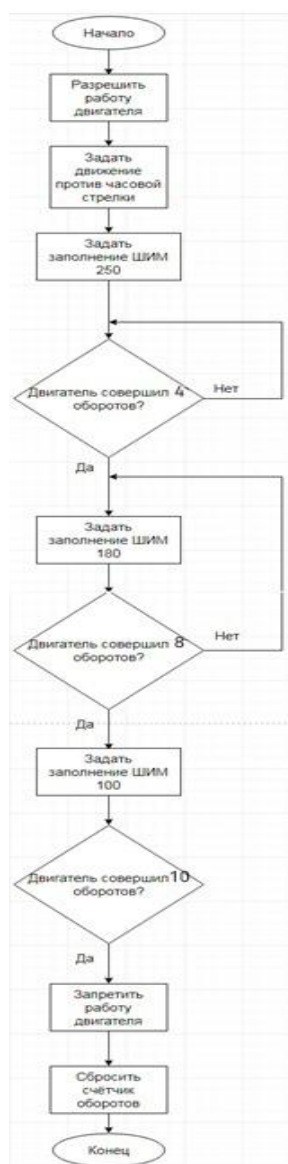 Начало
Разрешить
работу
двигателя
Задать
движение
против часовой
стрелки
Задать
заполнение ШИМ
250
Двигатель совершил 4
оборотов?
Нет
Да
Задать
заполнение ШИМ
180
Двигатель совершил 8
оборотов?
Нет
Да
Задать
заполнение ШИМ
100
Двигатель совершил 10
оборотов?
Да
Запретить
работу
двигателя
Сбросить
счётчик
оборотов
Конец